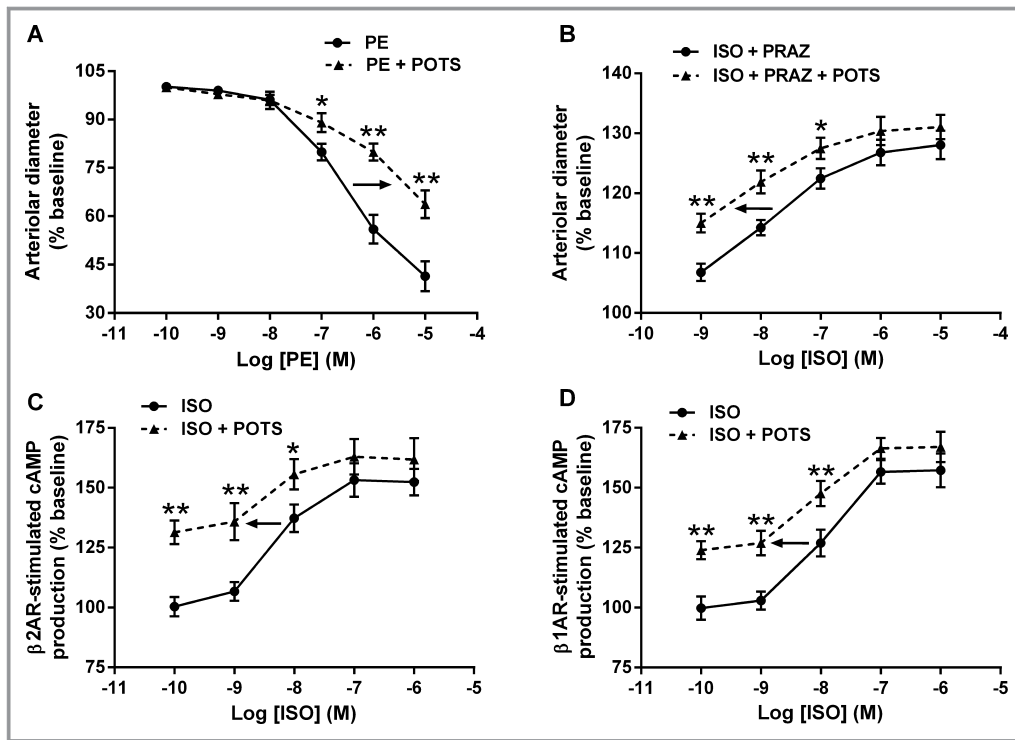 A
PE
PE + POTS
105
90
75
60
45
30
Arteriolar diameter
(% baseline)
*
**
**
-11 -10 -9 -8 -7 -6 -5 -4
Log [PE] (M)
B
ISO + PRAZ
ISO + PRAZ + POTS
140
130
120
110
100
Arteriolar diameter
(% baseline)
**
**
*
-10 -9 -8 -7 -6 -5 -4
Log [ISO] (M)
C
ISO
ISO + POTS
175
150
125
100
75
β2AR-stimulated cAMP
production (% baseline)
**
**
*
-11 -10 -9 -8 -7 -6 -5
Log [ISO] (M)
D
ISO
ISO + POTS
175
150
125
100
75
β1AR-stimulated cAMP
production (% baseline)
**
**
**
-11 -10 -9 -8 -7 -6 -5
Log [ISO] (M)